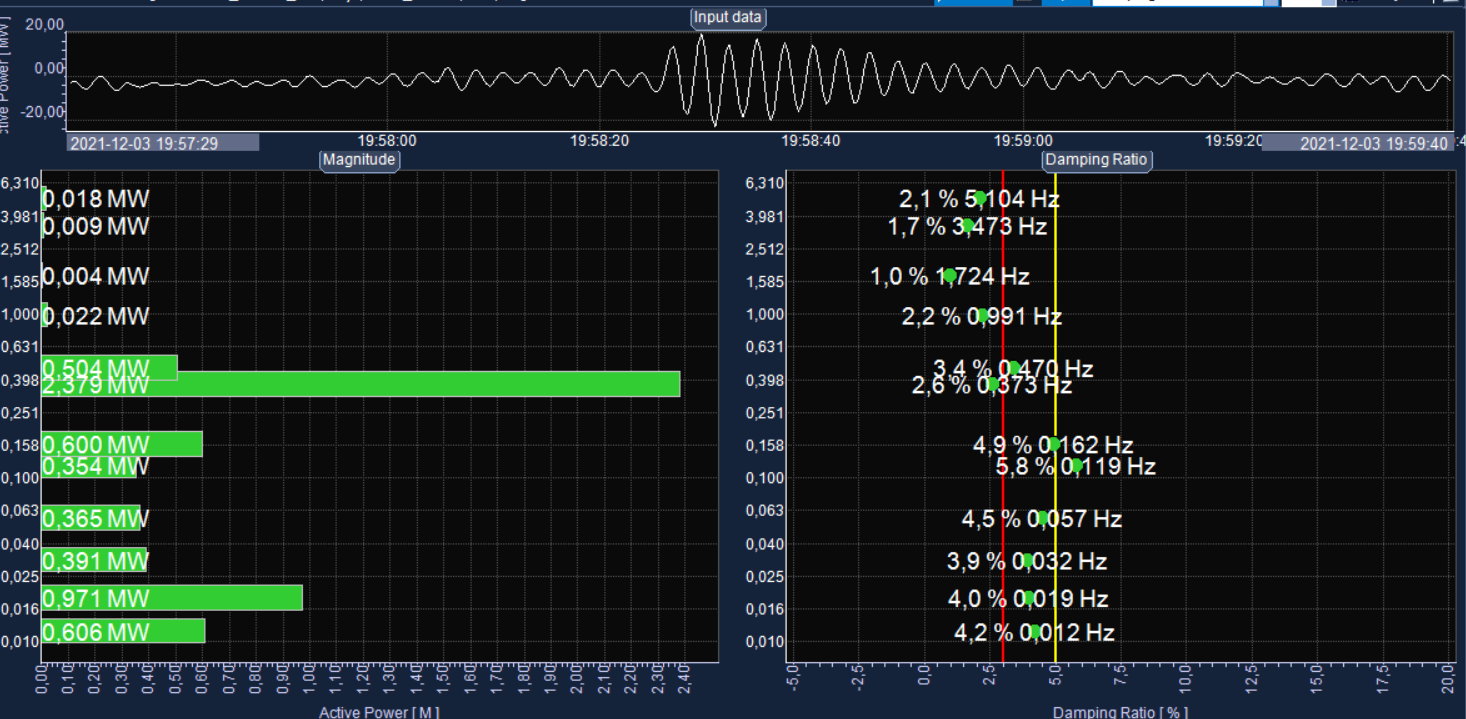 Input data
20,00
0,00
-20,00
2021-12-03 19:57:29
19:58:00
19:58:20
19:58:40
19:59:00
19:59:20
2021-12-03 19:59:40
Magnitude
6,310
3,981
2,512
1,585
1,000
0,631
0,398
0,251
0,158
0,100
0,063
0,040
0,025
0,016
0,010
0,018 MW
0,009 MW
0,004 MW
0,022 MW
0,504 MW
2,379 MW
0,600 MW
0,354 MW
0,365 MW
0,391 MW
0,971 MW
0,606 MW
0,00 0,10 0,20 0,30 0,40 0,50 0,60 0,70 0,80 0,90 1,00 1,10 1,20 1,30 1,40 1,50 1,60 1,70 1,80 1,90 2,00 2,10 2,20 2,30 2,40
Active Power [ M ]
Damping Ratio
6,310
3,981
2,512
1,585
1,000
0,631
0,398
0,251
0,158
0,100
0,063
0,040
0,025
0,016
0,010
2,1 % 5,104 Hz
1,7 % 3,473 Hz
1,0 % 1,724 Hz
2,2 % 0,991 Hz
3,4 % 0,470 Hz
2,6 % 0,373 Hz
4,9 % 0,162 Hz
5,8 % 0,119 Hz
4,5 % 0,057 Hz
3,9 % 0,032 Hz
4,0 % 0,019 Hz
4,2 % 0,012 Hz
-5,0 -2,5 0,0 2,5 5,0 7,5 10,0 12,5 15,0 17,5 20,0
Damping Ratio [ % ]